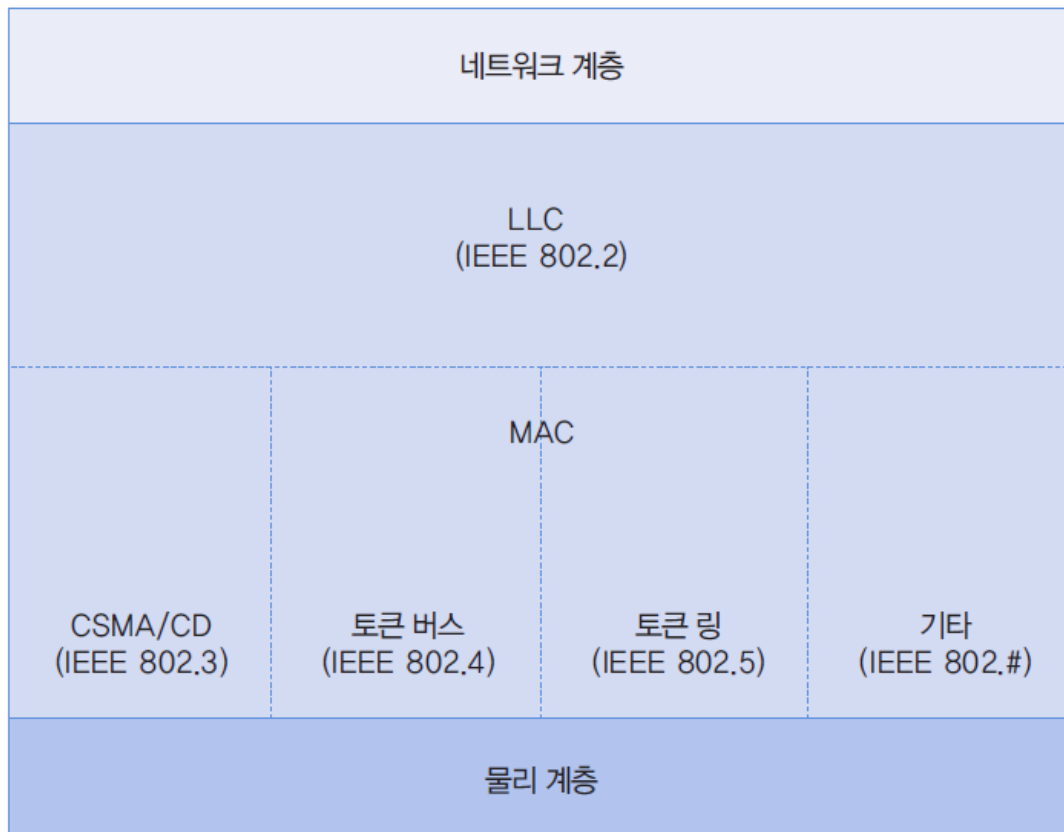 네트워크 계층
LLC
(IEEE 802.2)
MAC
CSMA/CD
(IEEE 802.3)
토큰 버스
(IEEE 802.4)
토큰 링
(IEEE 802.5)
기타
(IEEE 802.#)
물리 계층